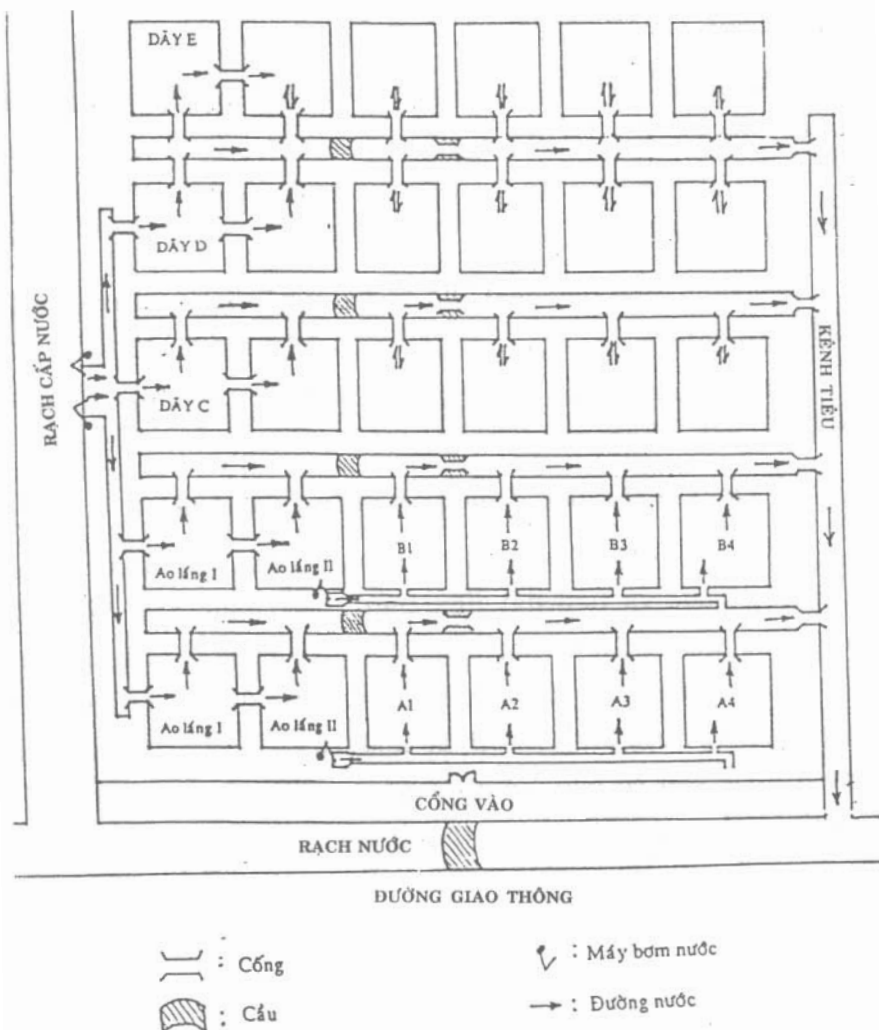 DÃY E
DÃY D
RẠCH CẤP NƯỚC
KÊNH TIÊU
DÃY C
B1 B2 B3 B4
Ao lắng I Ao lắng II
A1 A2 A3 A4
Ao lắng I Ao lắng II
CỔNG VÀO
RẠCH NƯỚC
ĐƯỜNG GIAO THÔNG
: Cống
: Máy bơm nước
: Cầu
: Đường nước